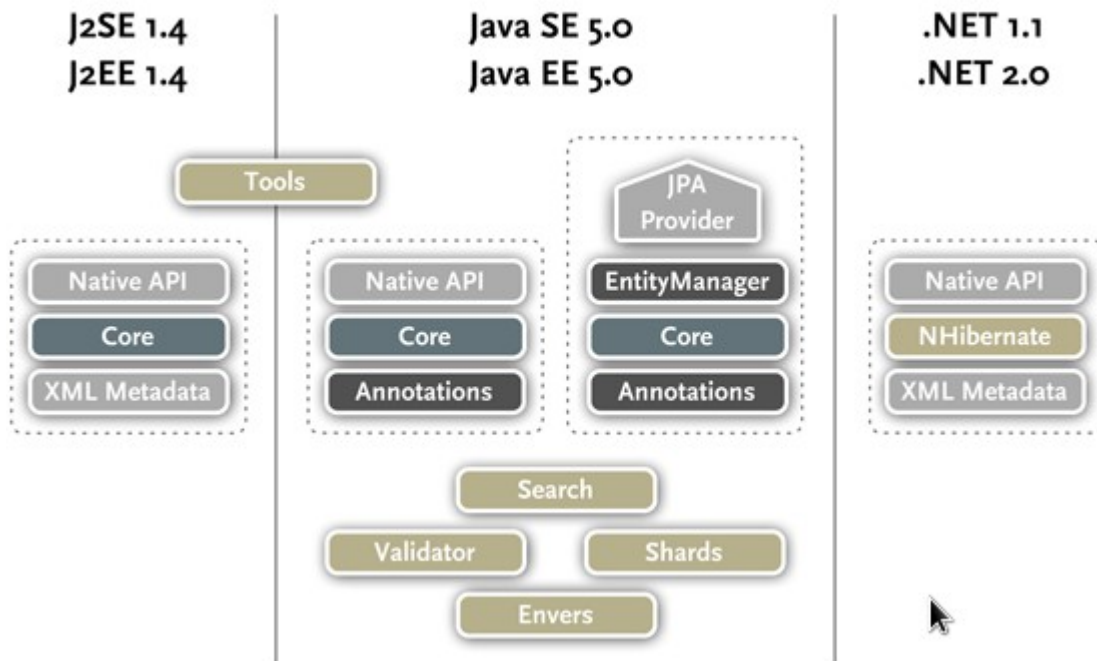 J2SE 1.4
J2EE 1.4
Java SE 5.0
Java EE 5.0
.NET 1.1
.NET 2.0
Tools
JPA
Provider
Native API
Core
XML Metadata
Native API
Core
Annotations
EntityManager
Core
Annotations
Native API
NHibernate
XML Metadata
Search
Validator
Shards
Envers